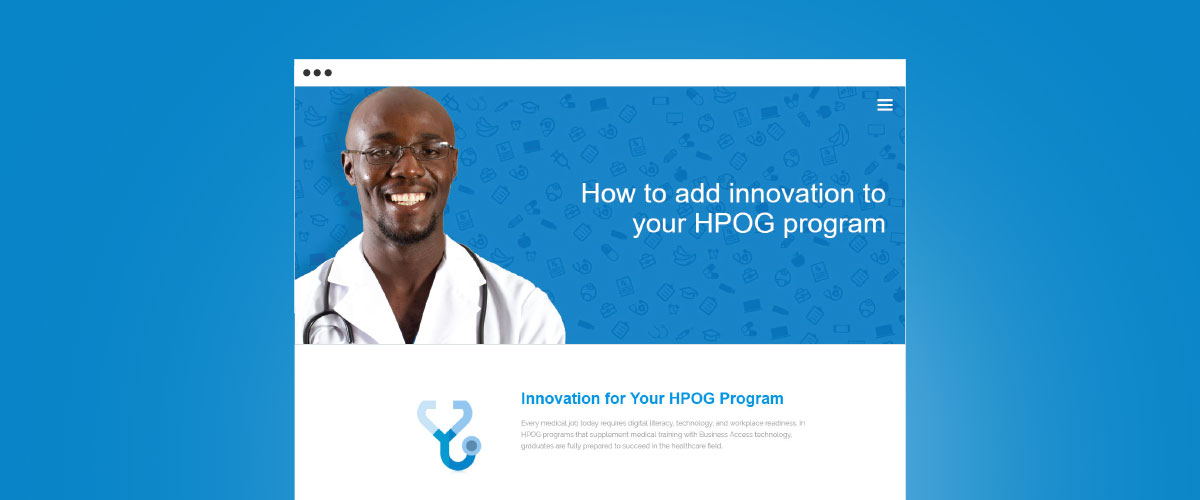 How to add innovation to
your HPOG program
Innovation for Your HPOG Program
Every medical job today requires digital literacy, technology, and workplace readiness. In
HPOG programs that supplement medical training with Business Access technology,
graduates are fully prepared to succeed in the healthcare field.